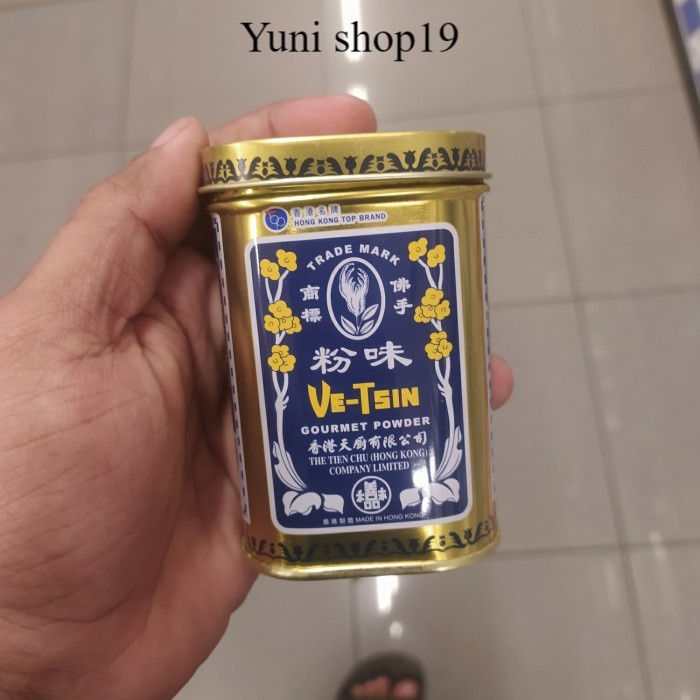 Yuni shop19
香港名牌
HONG KONG TOP BRAND
TRADE MARK
商標 佛手
粉味
VE-TSIN
GOURMET POWDER
香港天廚有限公司
THE TIEN CHU (HONG KONG)
COMPANY LIMITED
香港製造 MADE IN HONG KONG